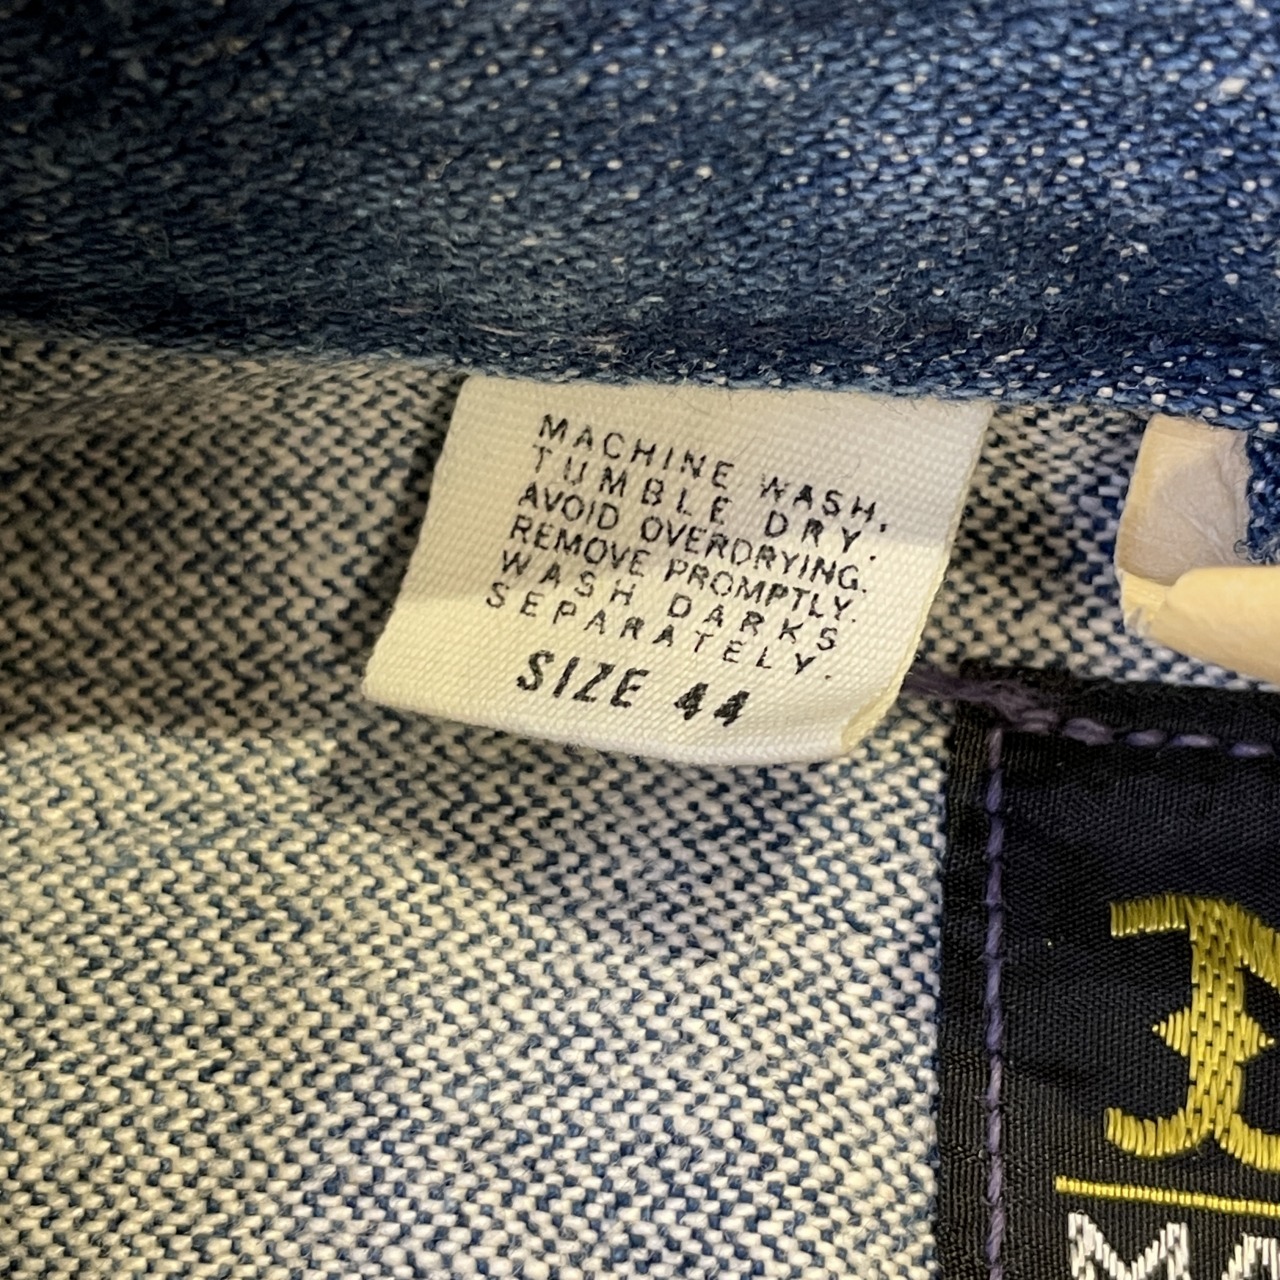 MACHINE WASH.
TUMBLE DRY.
AVOID OVERDRYING.
REMOVE PROMPTLY.
WASH DARKS
SEPARATELY.
SIZE 44